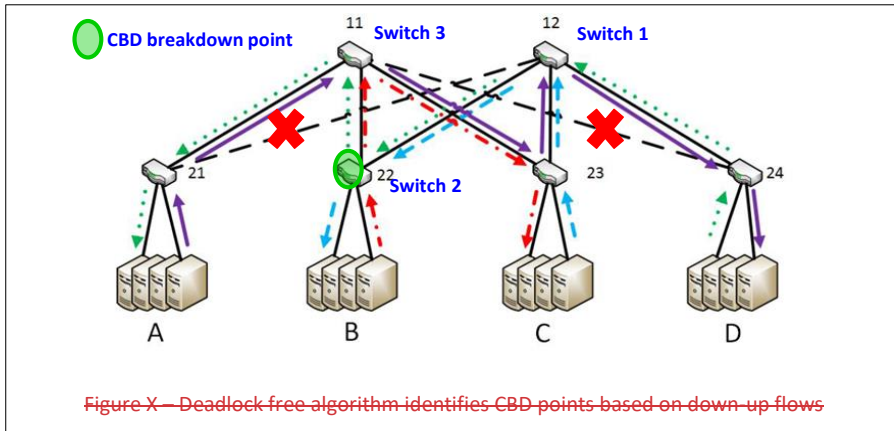 11
Switch 3
12
Switch 1
CBD breakdown point
21
22
Switch 2
23
24
A
B
C
D
Figure X – Deadlock free algorithm identifies CBD points based on down-up flows